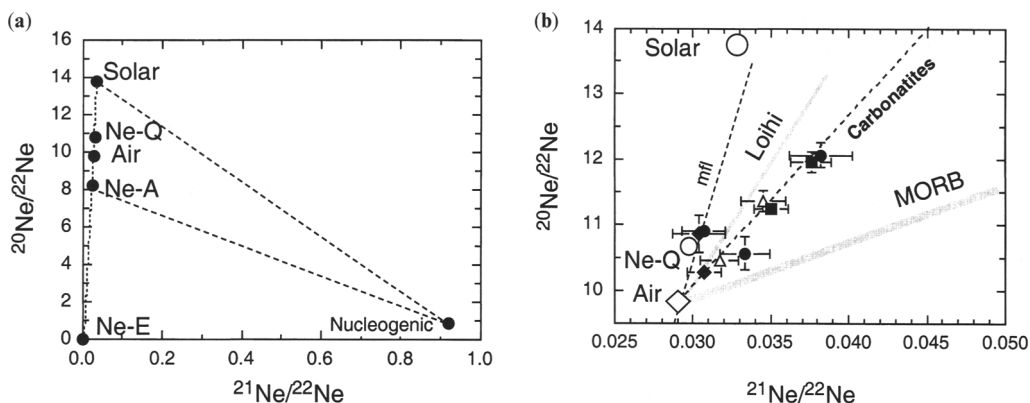 (a)
16
14
12
10
8
6
4
2
0
20Ne/22Ne
Solar
Ne-Q
Air
Ne-A
Ne-E
Nucleogenic
0.0 0.2 0.4 0.6 0.8 1.0
21Ne/22Ne
(b)
14
13
12
11
10
20Ne/22Ne
Solar
mfl
Loihi
Carbonatites
MORB
Ne-Q
Air
0.025 0.030 0.035 0.040 0.045 0.050
21Ne/22Ne